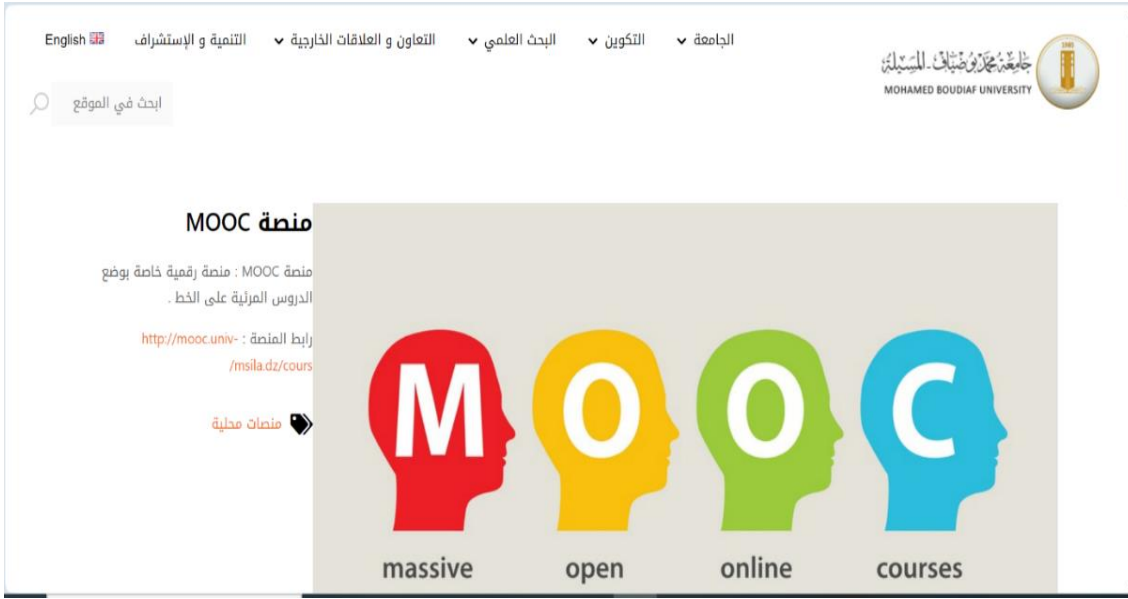 جامعة محمد بوضياف - المسيلة
MOHAMED BOUDIAF UNIVERSITY
1985
الجامعة
التكوين
البحث العلمي
التعاون و العلاقات الخارجية
التنمية و الإستشراف
English
ابحث في الموقع
منصة MOOC
منصة MOOC : منصة رقمية خاصة بوضع
الدروس المرئية على الخط .
رابط المنصة : http://mooc.univ-
msila.dz/cours/
منصات محلية
M O O C
massive open online courses